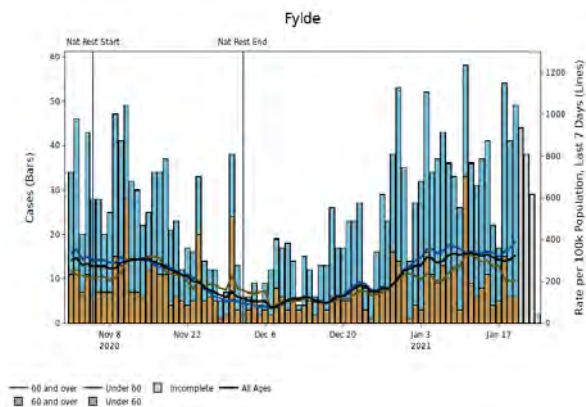 Fylde
Nat Rest Start
Nat Rest End
60
50
40
30
20
10
0
Cases (Bars)
1200
1000
800
600
400
200
0
Rate per 100k Population, Last 7 Days (Lines)
Nov 8
2020
Nov 22
Dec 6
Dec 20
Jan 3
2021
Jan 17
60 and over
Under 60
Incomplete
All Ages
60 and over
Under 60